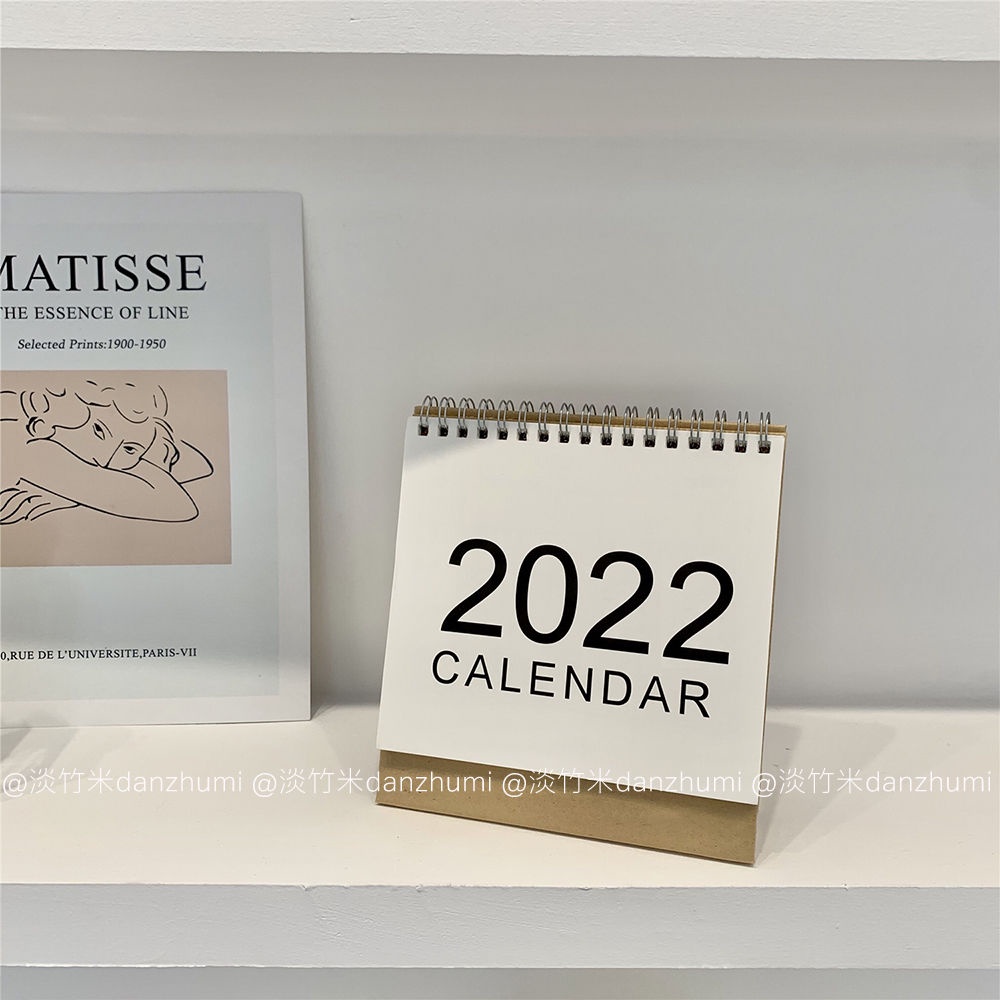 MATISSE
THE ESSENCE OF LINE
Selected Prints:1900-1950
0,RUE DE L'UNIVERSITE,PARIS-VII
2022
CALENDAR
@淡竹米danzhumi @淡竹米danzhumi @淡竹米danzhumi @淡竹米danzhumi